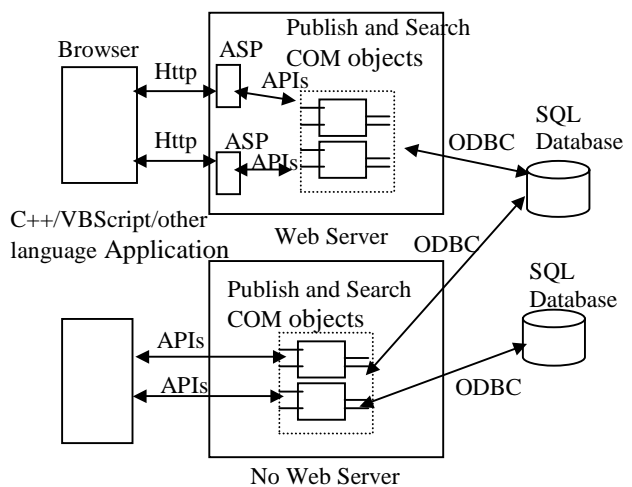 Browser
ASP
Publish and Search
COM objects
Http
APIs
SQL
Database
Http
ASP
APIs
ODBC
C++/VBScript/other
language Application
Web Server
ODBC
Publish and Search
COM objects
SQL
Database
APIs
APIs
ODBC
No Web Server